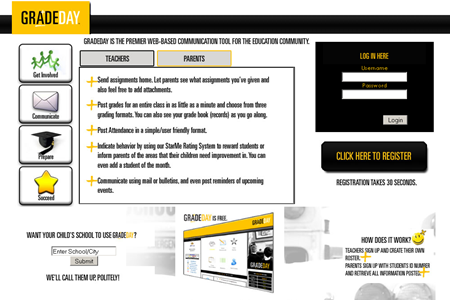 GRADEDAY
GRADEDAY IS THE PREMIER WEB-BASED COMMUNICATION TOOL FOR THE EDUCATION COMMUNITY.
Get Involved
Communicate
Prepare
Succeed
TEACHERS
PARENTS
Send assignments home. Let parents see what assignments you've given and
also feel free to add attachments.
Post grades for an entire class in as little as a minute and choose from three
grading formats. You can also see your grade book (records) as you go along.
Post Attendance in a simple/user friendly format.
Indicate behavior by using our StarMe Rating System to reward students or
inform parents of the areas that their children need improvement in. You can
even add a student of the month.
Communicate using mail or bulletins, and even post reminders of upcoming
events.
LOG IN HERE
Username
Password
Login
CLICK HERE TO REGISTER
REGISTRATION TAKES 30 SECONDS.
WANT YOUR CHILD'S SCHOOL TO USE GRADEDAY?
Enter School/City
Submit
WE'LL CALL THEM UP, POLITELY!
GRADEDAY IS FREE.
GRADEDAY
HOW DOES IT WORK?
TEACHERS SIGN UP AND CREATE THEIR OWN
ROSTER.
PARENTS SIGN UP WITH STUDENTS ID NUMBER
AND RETRIEVE ALL INFORMATION POSTED.